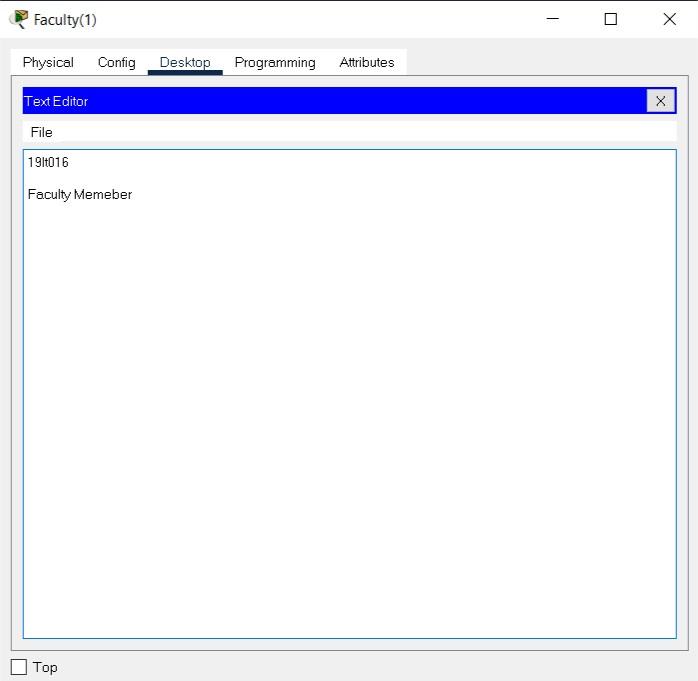 Faculty(1)
Physical Config Desktop Programming Attributes
Text Editor X
File
19It016
Faculty Memeber
Top